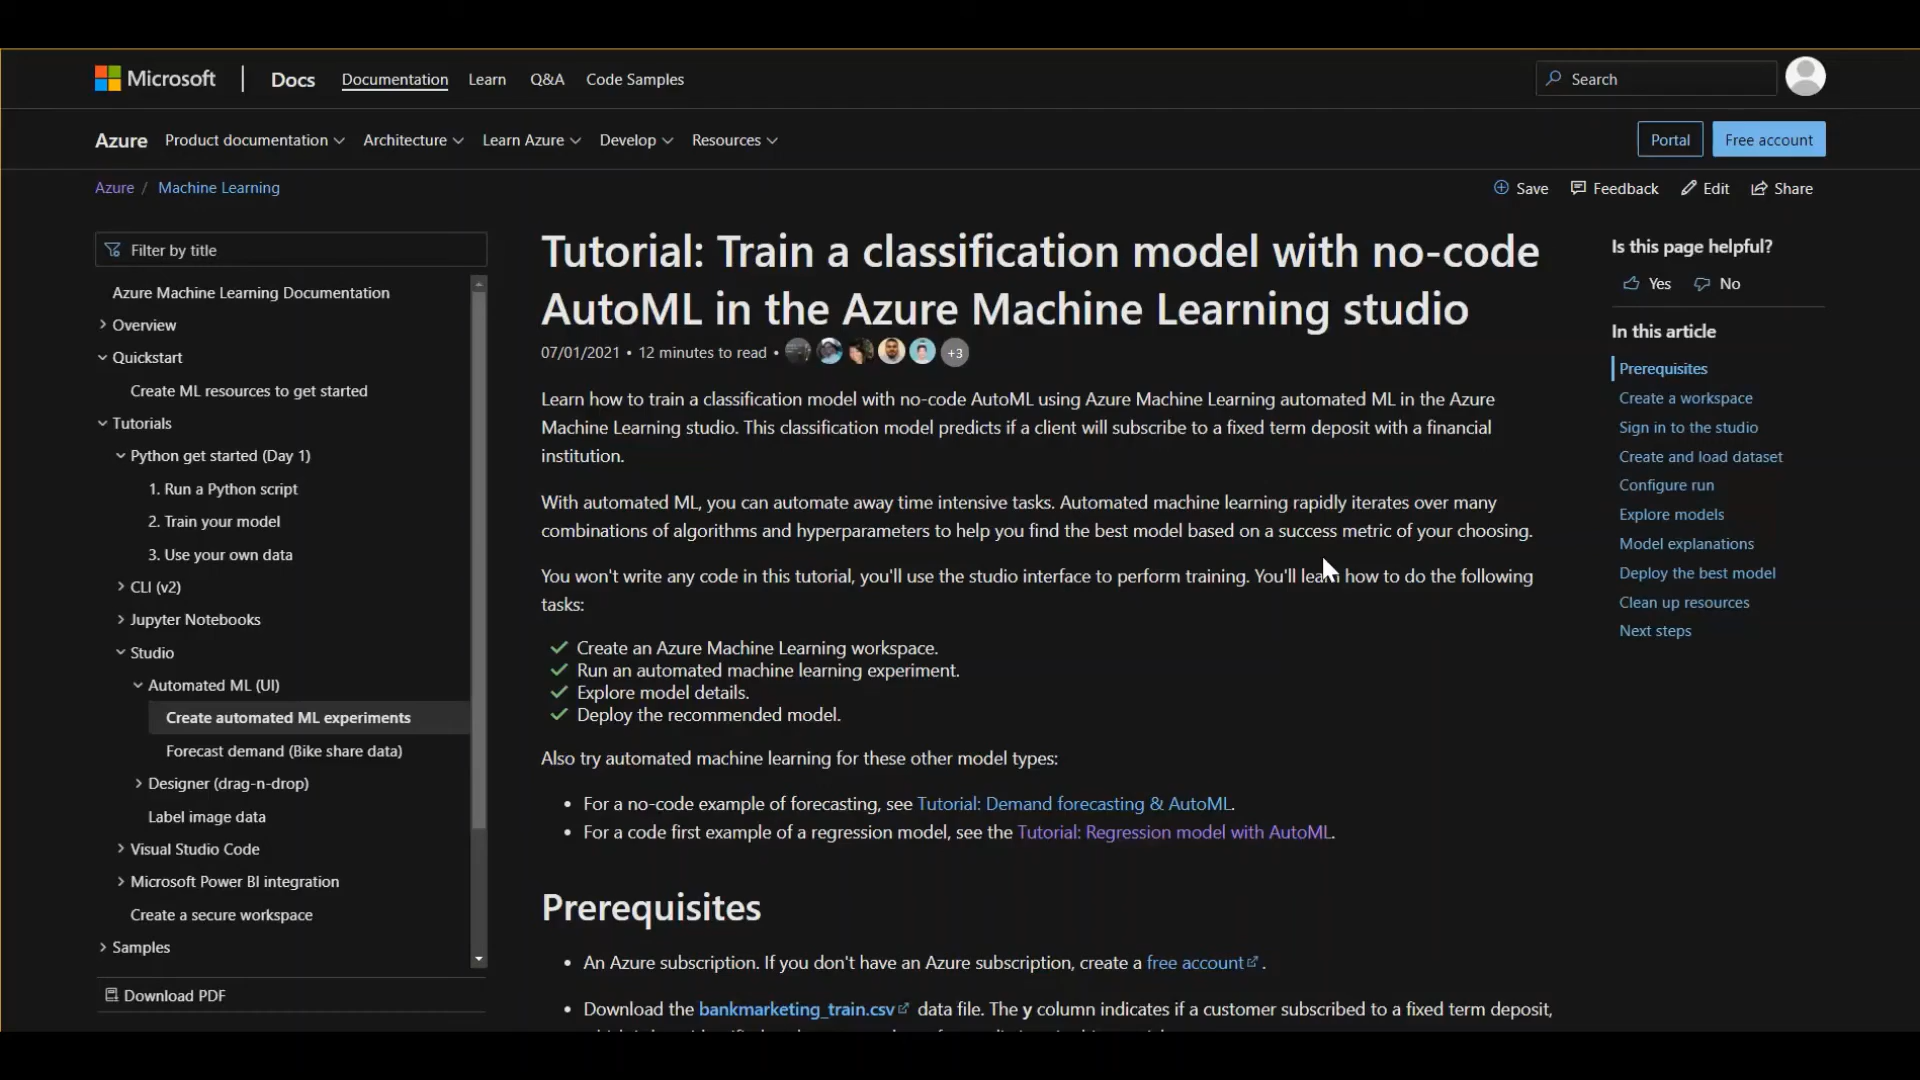 Microsoft
Docs
Documentation
Learn
Q&A
Code Samples
Search
Azure
Product documentation
Architecture
Learn Azure
Develop
Resources
Portal
Free account
Azure / Machine Learning
Save
Feedback
Edit
Share
Filter by title
Azure Machine Learning Documentation
Overview
Quickstart
Create ML resources to get started
Tutorials
Python get started (Day 1)
1. Run a Python script
2. Train your model
3. Use your own data
CLI (v2)
Jupyter Notebooks
Studio
Automated ML (UI)
Create automated ML experiments
Forecast demand (Bike share data)
Designer (drag-n-drop)
Label image data
Visual Studio Code
Microsoft Power BI integration
Create a secure workspace
Samples
Download PDF
Tutorial: Train a classification model with no-code
AutoML in the Azure Machine Learning studio
07/01/2021 • 12 minutes to read •
+3
Learn how to train a classification model with no-code AutoML using Azure Machine Learning automated ML in the Azure
Machine Learning studio. This classification model predicts if a client will subscribe to a fixed term deposit with a financial
institution.
With automated ML, you can automate away time intensive tasks. Automated machine learning rapidly iterates over many
combinations of algorithms and hyperparameters to help you find the best model based on a success metric of your choosing.
You won't write any code in this tutorial, you'll use the studio interface to perform training. You'll learn how to do the following
tasks:
Create an Azure Machine Learning workspace.
Run an automated machine learning experiment.
Explore model details.
Deploy the recommended model.
Also try automated machine learning for these other model types:
• For a no-code example of forecasting, see Tutorial: Demand forecasting & AutoML.
• For a code first example of a regression model, see the Tutorial: Regression model with AutoML.
Prerequisites
• An Azure subscription. If you don't have an Azure subscription, create a free account .
• Download the bankmarketing_train.csv data file. The y column indicates if a customer subscribed to a fixed term deposit,
Is this page helpful?
Yes
No
In this article
Prerequisites
Create a workspace
Sign in to the studio
Create and load dataset
Configure run
Explore models
Model explanations
Deploy the best model
Clean up resources
Next steps